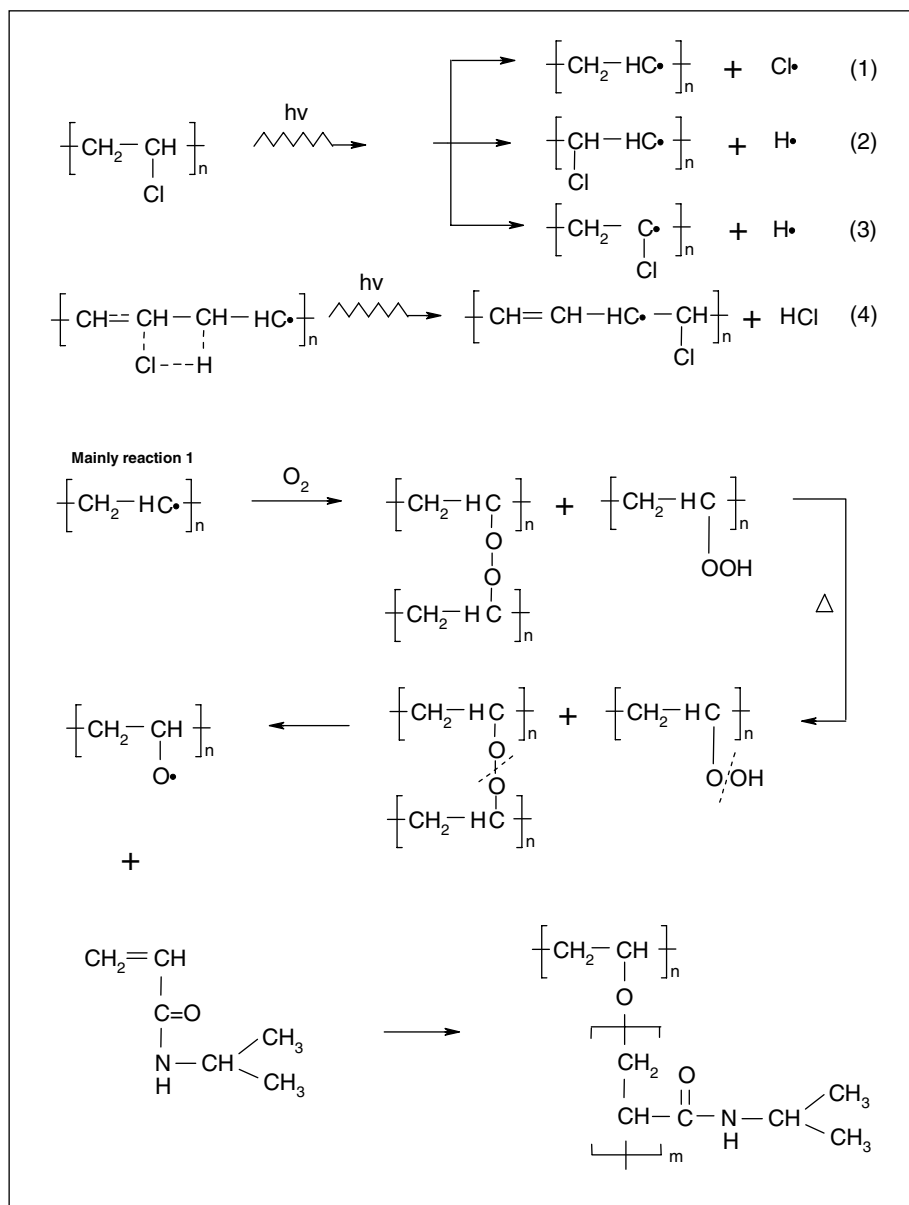 CH2 HC• n + Cl• (1)
hν
CH2 CH n CH HC• n + H• (2)
Cl Cl
CH2 C• n + H• (3)
Cl
hν
CH CH CH HC• n CH=CH HC• CH n + HCl (4)
Cl H Cl
Mainly reaction 1
CH2 HC• n O2 CH2 HC n + CH2 HC n
O
O OOH
CH2 HC n △
CH2 CH n CH2 HC n + CH2 HC n
O• O
O O OH
CH2 HC n
+
CH2=CH CH2 CH n
O
C=O CH3 CH2 O CH3
N CH CH C N CH
H CH3 H CH3
m